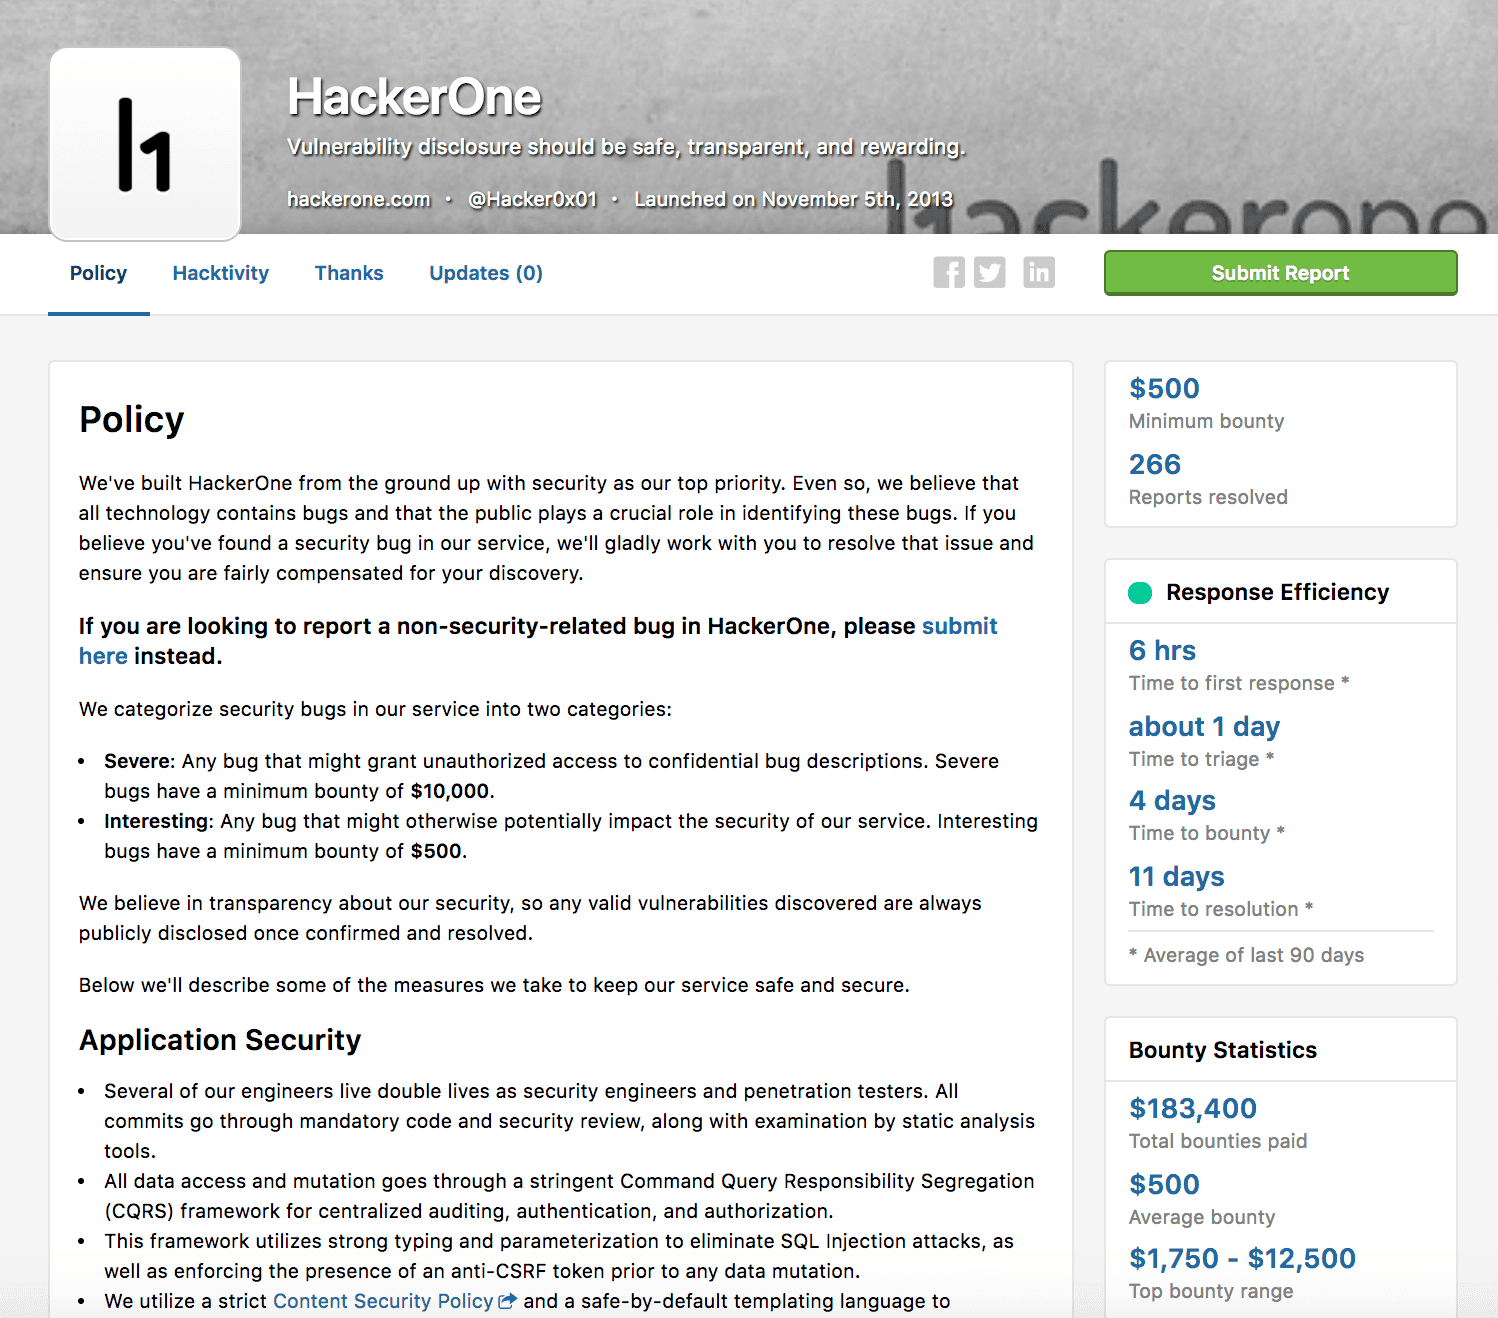 h1
HackerOne
Vulnerability disclosure should be safe, transparent, and rewarding.
hackerone.com • @Hacker0x01 • Launched on November 5th, 2013
hackerone
Policy Hacktivity Thanks Updates (0)
Submit Report
Policy
We've built HackerOne from the ground up with security as our top priority. Even so, we believe that
all technology contains bugs and that the public plays a crucial role in identifying these bugs. If you
believe you've found a security bug in our service, we'll gladly work with you to resolve that issue and
ensure you are fairly compensated for your discovery.
If you are looking to report a non-security-related bug in HackerOne, please submit
here instead.
We categorize security bugs in our service into two categories:
• Severe: Any bug that might grant unauthorized access to confidential bug descriptions. Severe
bugs have a minimum bounty of $10,000.
• Interesting: Any bug that might otherwise potentially impact the security of our service. Interesting
bugs have a minimum bounty of $500.
We believe in transparency about our security, so any valid vulnerabilities discovered are always
publicly disclosed once confirmed and resolved.
Below we'll describe some of the measures we take to keep our service safe and secure.
Application Security
• Several of our engineers live double lives as security engineers and penetration testers. All
commits go through mandatory code and security review, along with examination by static analysis
tools.
• All data access and mutation goes through a stringent Command Query Responsibility Segregation
(CQRS) framework for centralized auditing, authentication, and authorization.
• This framework utilizes strong typing and parameterization to eliminate SQL Injection attacks, as
well as enforcing the presence of an anti-CSRF token prior to any data mutation.
• We utilize a strict Content Security Policy and a safe-by-default templating language to
$500
Minimum bounty
266
Reports resolved
Response Efficiency
6 hrs
Time to first response *
about 1 day
Time to triage *
4 days
Time to bounty *
11 days
Time to resolution *
* Average of last 90 days
Bounty Statistics
$183,400
Total bounties paid
$500
Average bounty
$1,750 - $12,500
Top bounty range